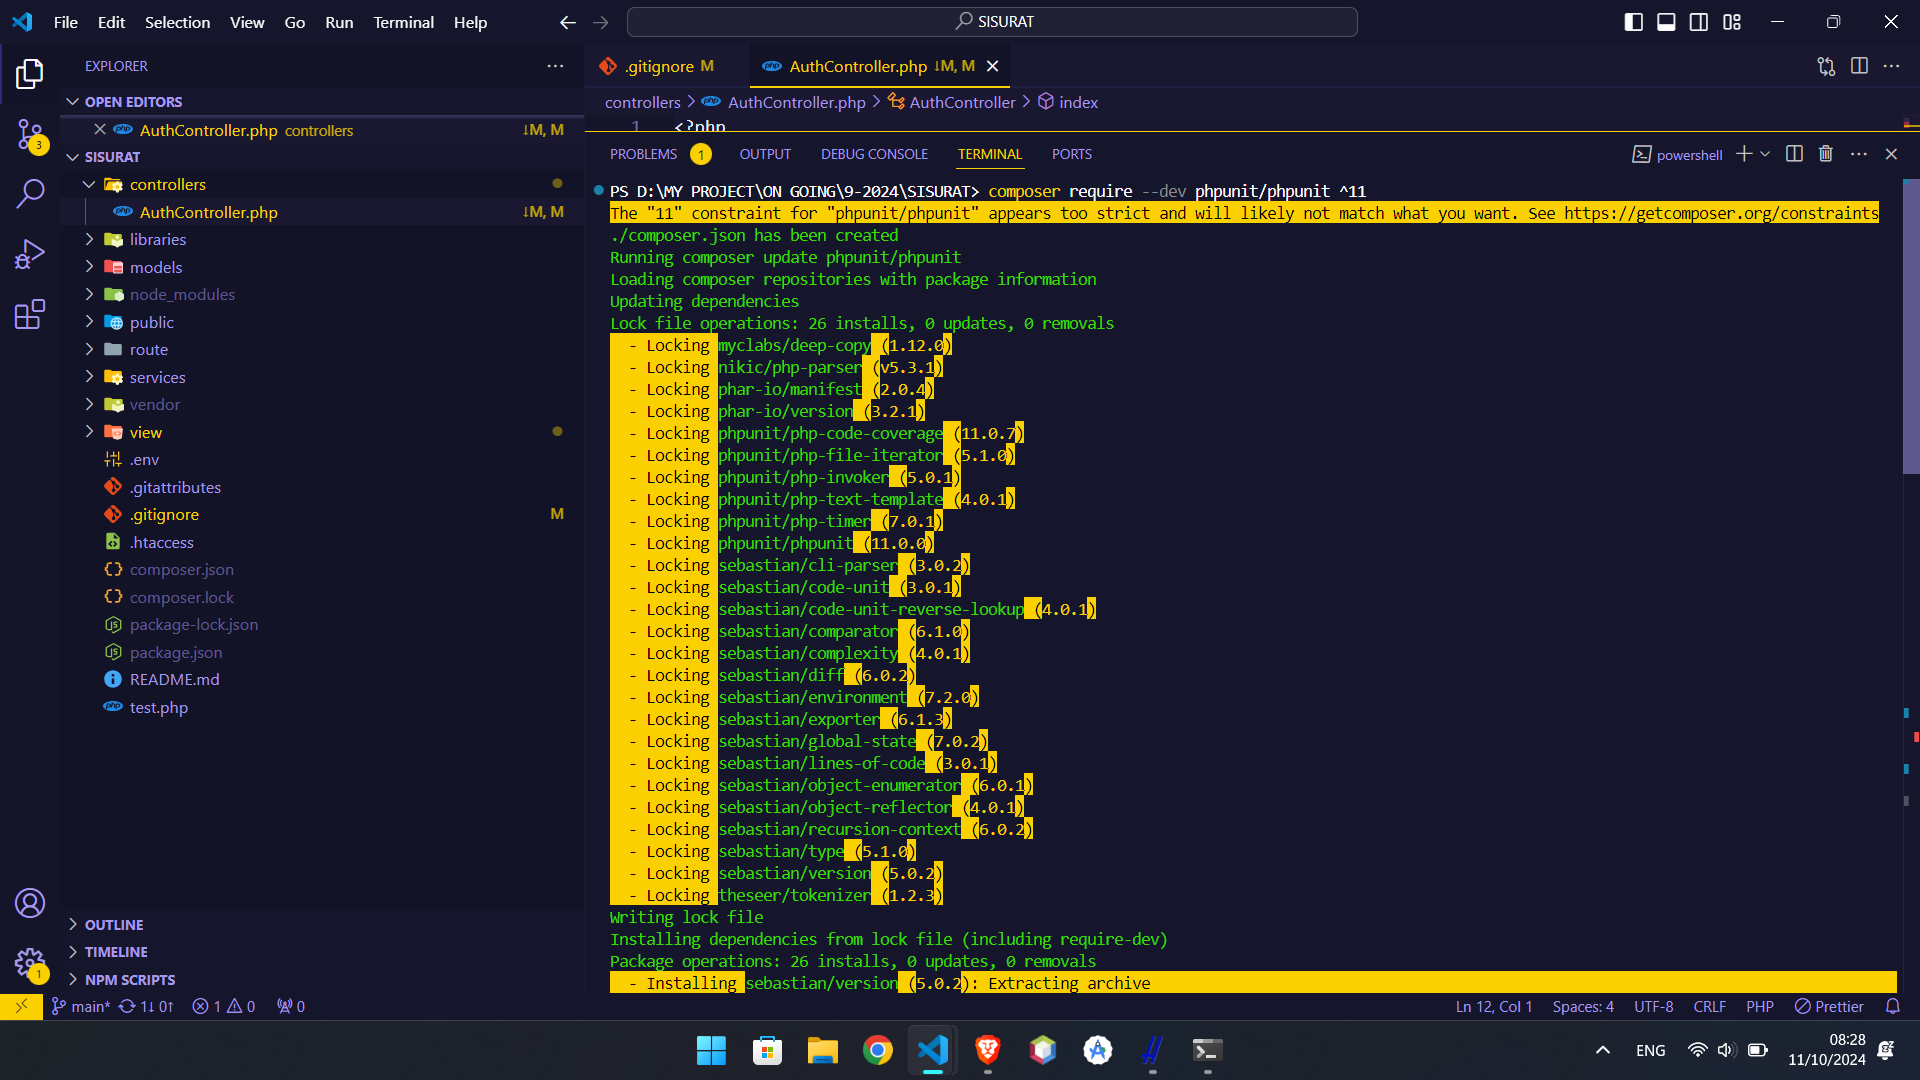 File Edit Selection View Go Run Terminal Help
SISURAT
EXPLORER
OPEN EDITORS
AuthController.php controllers ↓M, M
SISURAT
controllers
AuthController.php ↓M, M
libraries
models
node_modules
public
route
services
vendor
view
.env
.gitattributes
.gitignore M
.htaccess
composer.json
composer.lock
package-lock.json
package.json
README.md
test.php
OUTLINE
TIMELINE
NPM SCRIPTS
3
1
.gitignore M
AuthController.php ↓M, M
controllers > AuthController.php > AuthController > index
1 <?php
PROBLEMS 1 OUTPUT DEBUG CONSOLE TERMINAL PORTS
powershell
PS D:\MY PROJECT\ON GOING\9-2024\SISURAT> composer require --dev phpunit/phpunit ^11
The "11" constraint for "phpunit/phpunit" appears too strict and will likely not match what you want. See https://getcomposer.org/constraints
./composer.json has been created
Running composer update phpunit/phpunit
Loading composer repositories with package information
Updating dependencies
Lock file operations: 26 installs, 0 updates, 0 removals
- Locking myclabs/deep-copy (1.12.0)
- Locking nikic/php-parser (v5.3.1)
- Locking phar-io/manifest (2.0.4)
- Locking phar-io/version (3.2.1)
- Locking phpunit/php-code-coverage (11.0.7)
- Locking phpunit/php-file-iterator (5.1.0)
- Locking phpunit/php-invoker (5.0.1)
- Locking phpunit/php-text-template (4.0.1)
- Locking phpunit/php-timer (7.0.1)
- Locking phpunit/phpunit (11.0.0)
- Locking sebastian/cli-parser (3.0.2)
- Locking sebastian/code-unit (3.0.1)
- Locking sebastian/code-unit-reverse-lookup (4.0.1)
- Locking sebastian/comparator (6.1.0)
- Locking sebastian/complexity (4.0.1)
- Locking sebastian/diff (6.0.2)
- Locking sebastian/environment (7.2.0)
- Locking sebastian/exporter (6.1.3)
- Locking sebastian/global-state (7.0.2)
- Locking sebastian/lines-of-code (3.0.1)
- Locking sebastian/object-enumerator (6.0.1)
- Locking sebastian/object-reflector (4.0.1)
- Locking sebastian/recursion-context (6.0.2)
- Locking sebastian/type (5.1.0)
- Locking sebastian/version (5.0.2)
- Locking theseer/tokenizer (1.2.3)
Writing lock file
Installing dependencies from lock file (including require-dev)
Package operations: 26 installs, 0 updates, 0 removals
- Installing sebastian/version (5.0.2): Extracting archive
main* 1↓ 0↑ 1 0 0
Ln 12, Col 1 Spaces: 4 UTF-8 CRLF PHP Prettier
ENG
08:28
11/10/2024